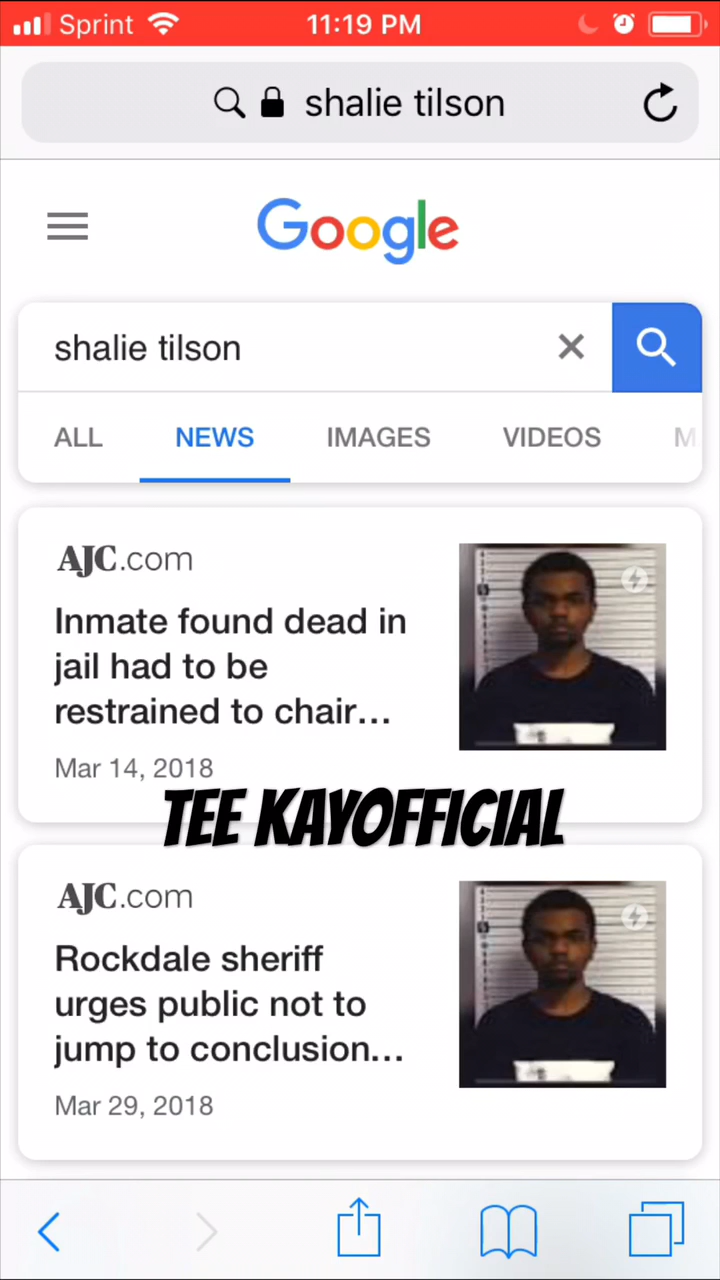 Sprint 11:19 PM
shalie tilson
Google
shalie tilson
ALL NEWS IMAGES VIDEOS M
AJC.com
Inmate found dead in
jail had to be
restrained to chair...
Mar 14, 2018
TEE KAYOFFICIAL
AJC.com
Rockdale sheriff
urges public not to
jump to conclusion...
Mar 29, 2018